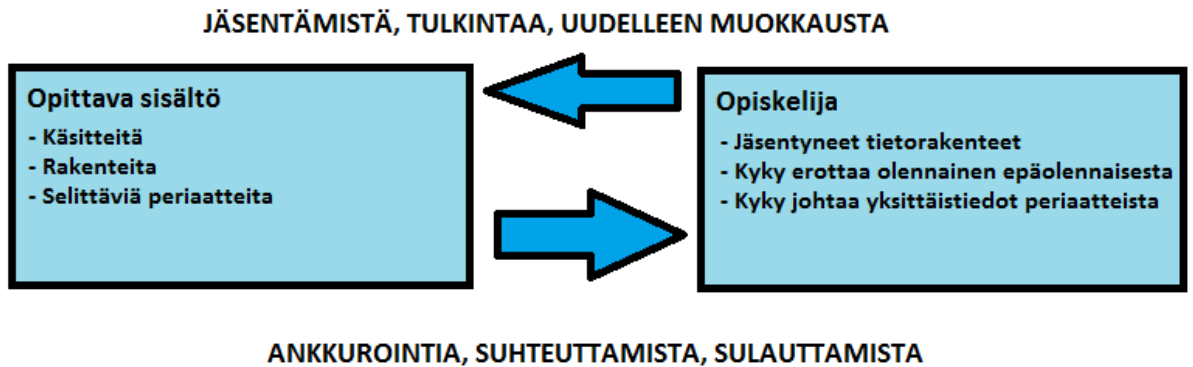 JÄSENTÄMISTÄ, TULKINTAA, UUDELLEEN MUOKKAUSTA
Opittava sisältö
- Käsitteitä
- Rakenteita
- Selittäviä periaatteita
Opiskelija
- Jäsentyneet tietorakenteet
- Kyky erottaa olennainen epäolennaisesta
- Kyky johtaa yksittäistiedot periaatteista
ANKKUROINTIA, SUHTEUTTAMISTA, SULAUTTAMISTA